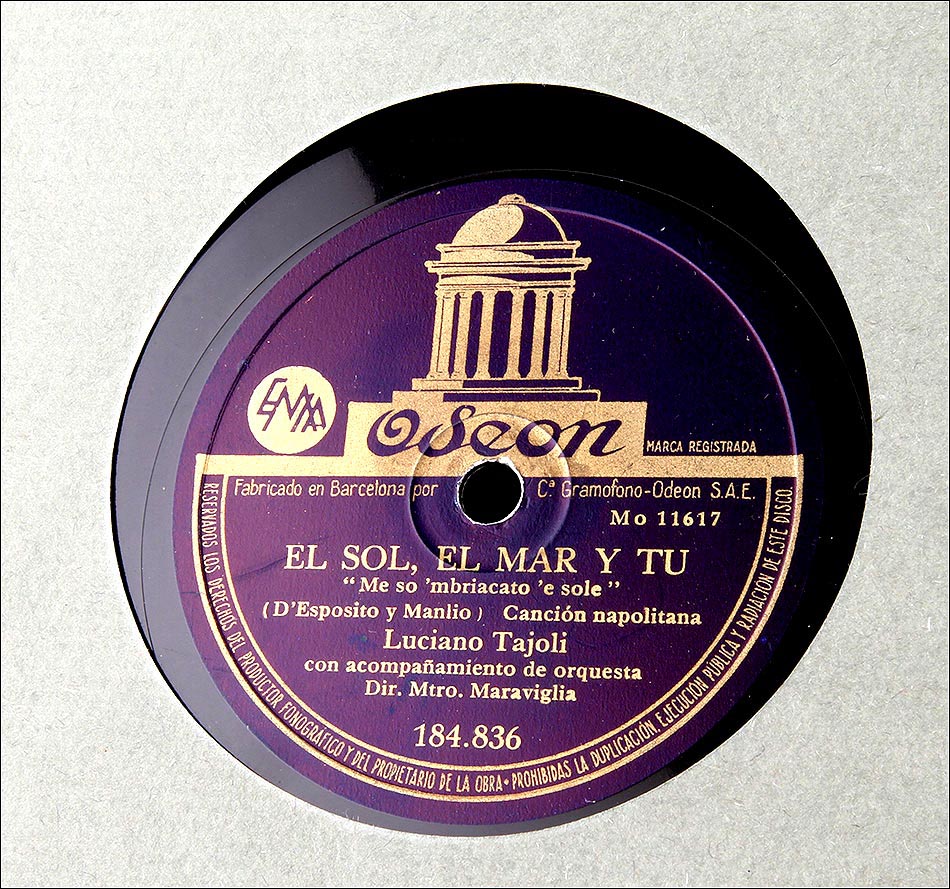 Odeon
MARCA REGISTRADA
Fabricado en Barcelona por Cª Gramofono-Odeon S.A.E.
Mo 11617
EL SOL, EL MAR Y TU
“Me so 'mbriacato 'e sole”
(D'Esposito y Manlio) Canción napolitana
Luciano Tajoli
con acompañamiento de orquesta
Dir. Mtro. Maraviglia
184.836
RESERVADOS LOS DERECHOS DEL PRODUCTOR FONOGRÁFICO Y DEL PROPIETARIO DE LA OBRA • PROHIBIDAS LA DUPLICACIÓN, EJECUCIÓN PÚBLICA Y RADIACIÓN DE ESTE DISCO.